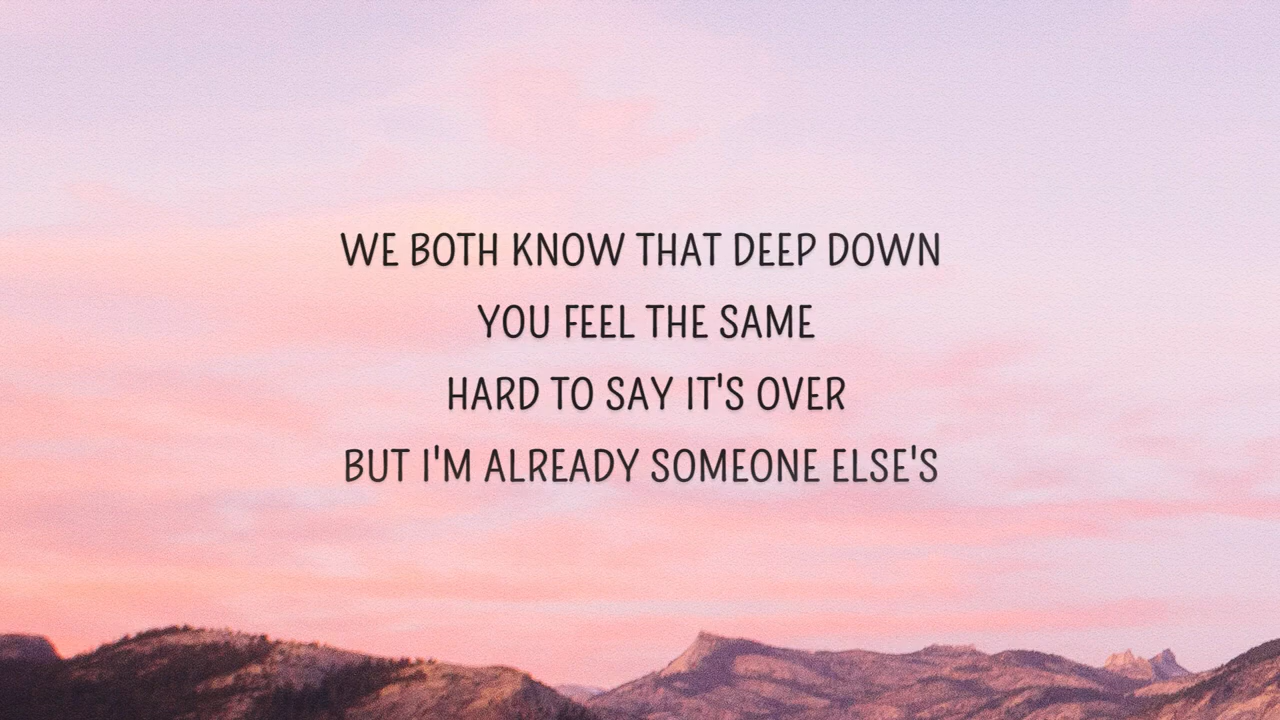 WE BOTH KNOW THAT DEEP DOWN
YOU FEEL THE SAME
HARD TO SAY IT'S OVER
BUT I'M ALREADY SOMEONE ELSE'S